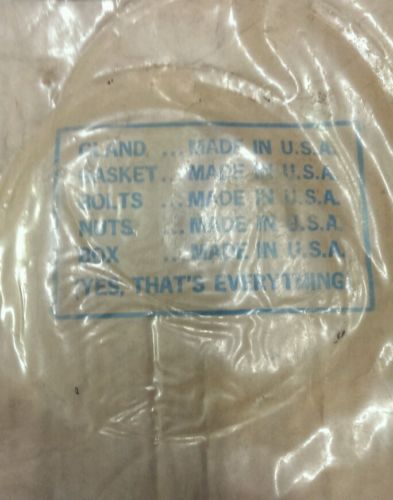 GLAND, ...MADE IN U.S.A.
GASKET ...MADE IN U.S.A.
BOLTS ...MADE IN U.S.A.
NUTS, ...MADE IN U.S.A.
BOX ...MADE IN U.S.A.
(YES, THAT'S EVERYTHING)